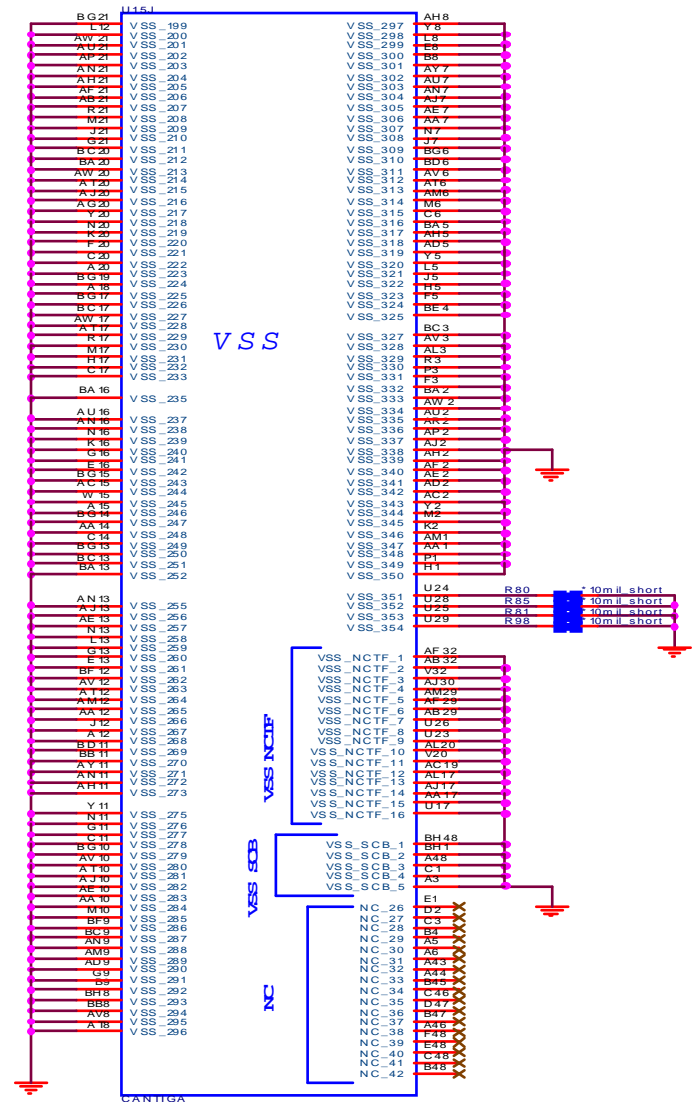 U15J
BG21 VSS_199
L12 VSS_200
AW21 VSS_201
AU21 VSS_202
AP21 VSS_203
AN21 VSS_204
AH21 VSS_205
AF21 VSS_206
AB21 VSS_207
R21 VSS_208
M21 VSS_209
J21 VSS_210
G21 VSS_211
BC20 VSS_212
BA20 VSS_213
AW20 VSS_214
AT20 VSS_215
AJ20 VSS_216
AG20 VSS_217
Y20 VSS_218
N20 VSS_219
K20 VSS_220
F20 VSS_221
C20 VSS_222
A20 VSS_223
BG19 VSS_224
A18 VSS_225
BG17 VSS_226
BC17 VSS_227
AW17 VSS_228
AT17 VSS_229
R17 VSS_230
M17 VSS_231
H17 VSS_232
C17 VSS_233
BA16 VSS_235
AU16 VSS_237
AN16 VSS_238
N16 VSS_239
K16 VSS_240
G16 VSS_241
E16 VSS_242
BG15 VSS_243
AC15 VSS_244
W15 VSS_245
A15 VSS_246
BG14 VSS_247
AA14 VSS_248
C14 VSS_249
BG13 VSS_250
BC13 VSS_251
BA13 VSS_252
AN13 VSS_255
AJ13 VSS_256
AE13 VSS_257
N13 VSS_258
L13 VSS_259
G13 VSS_260
E13 VSS_261
BF12 VSS_262
AV12 VSS_263
AT12 VSS_264
AM12 VSS_265
AA12 VSS_266
J12 VSS_267
A12 VSS_268
BD11 VSS_269
BB11 VSS_270
AY11 VSS_271
AN11 VSS_272
AH11 VSS_273
Y11 VSS_275
N11 VSS_276
G11 VSS_277
C11 VSS_278
BG10 VSS_279
AV10 VSS_280
AT10 VSS_281
AJ10 VSS_282
AE10 VSS_283
AA10 VSS_284
M10 VSS_285
BF9 VSS_286
BC9 VSS_287
AN9 VSS_288
AM9 VSS_289
AD9 VSS_290
G9 VSS_291
B9 VSS_292
BH8 VSS_293
BB8 VSS_294
AV8 VSS_295
A18 VSS_296
VSS
VSS_297 AH8
VSS_298 Y8
VSS_299 L8
VSS_300 E8
VSS_301 B8
VSS_302 AY7
VSS_303 AU7
VSS_304 AN7
VSS_305 AJ7
VSS_306 AE7
VSS_307 AA7
VSS_308 N7
VSS_309 J7
VSS_310 BG6
VSS_311 BD6
VSS_312 AV6
VSS_313 AT6
VSS_314 AM6
VSS_315 M6
VSS_316 C6
VSS_317 BA5
VSS_318 AH5
VSS_319 AD5
VSS_320 Y5
VSS_321 L5
VSS_322 J5
VSS_323 H5
VSS_324 F5
VSS_325 BE4
VSS_327 BC3
VSS_328 AV3
VSS_329 AL3
VSS_330 R3
VSS_331 P3
VSS_332 F3
VSS_333 BA2
VSS_334 AW2
VSS_335 AU2
VSS_336 AR2
VSS_337 AP2
VSS_338 AJ2
VSS_339 AH2
VSS_340 AF2
VSS_341 AE2
VSS_342 AD2
VSS_343 AC2
VSS_344 Y2
VSS_345 M2
VSS_346 K2
VSS_347 AM1
VSS_348 AA1
VSS_349 P1
VSS_350 H1
VSS_351 U24 R80 *10mil_short
VSS_352 U28 R85 *10mil_short
VSS_353 U25 R81 *10mil_short
VSS_354 U29 R98 *10mil_short
VSS NCTF
VSS_NCTF_1 AF32
VSS_NCTF_2 AB32
VSS_NCTF_3 V32
VSS_NCTF_4 AJ30
VSS_NCTF_5 AM29
VSS_NCTF_6 AF29
VSS_NCTF_7 AB29
VSS_NCTF_8 U26
VSS_NCTF_9 U23
VSS_NCTF_10 AL20
VSS_NCTF_11 V20
VSS_NCTF_12 AC19
VSS_NCTF_13 AL17
VSS_NCTF_14 AJ17
VSS_NCTF_15 AA17
VSS_NCTF_16 U17
VSS SCB
VSS_SCB_1 BH48
VSS_SCB_2 BH1
VSS_SCB_3 A48
VSS_SCB_4 C1
VSS_SCB_5 A3
NC
NC_26 E1
NC_27 D2
NC_28 C3
NC_29 B4
NC_30 A5
NC_31 A6
NC_32 A43
NC_33 A44
NC_34 B45
NC_35 C46
NC_36 D47
NC_37 B47
NC_38 A46
NC_39 F48
NC_40 E48
NC_41 C48
NC_42 B48
CANTIGA